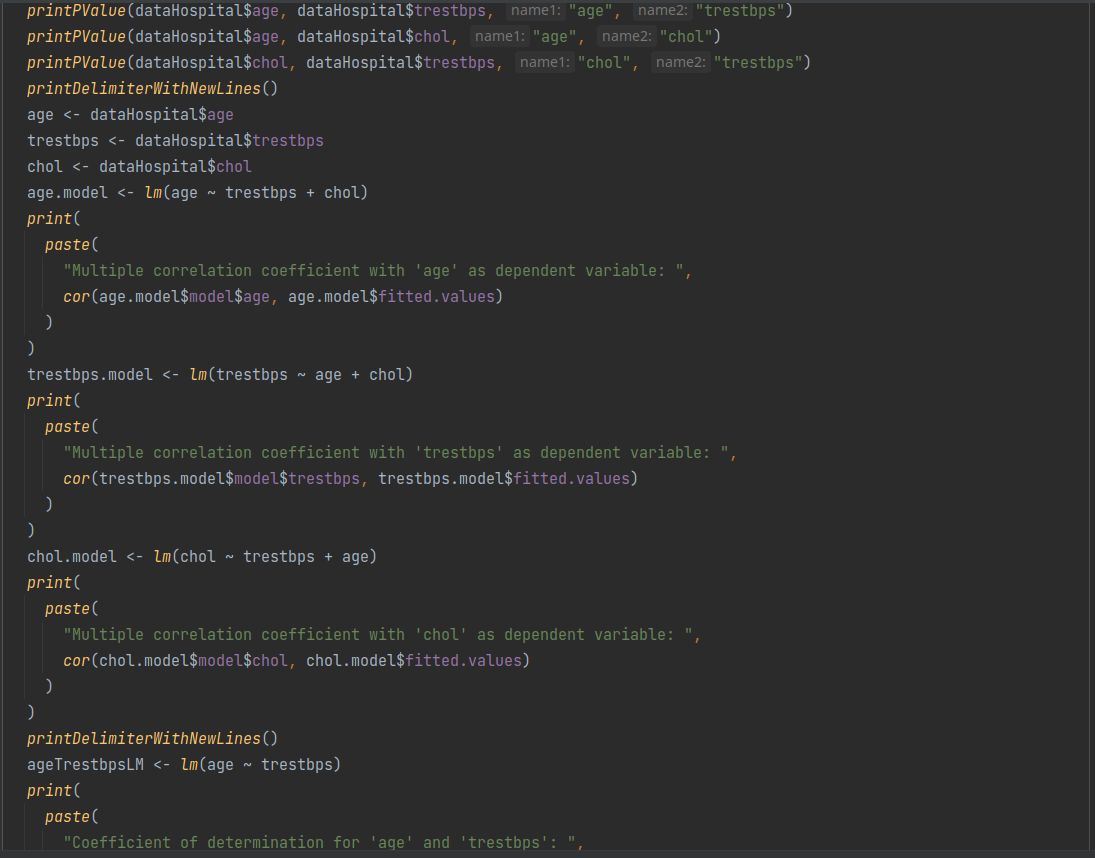 printPValue(dataHospital$age, dataHospital$trestbps, name1: "age", name2: "trestbps")
printPValue(dataHospital$age, dataHospital$chol, name1: "age", name2: "chol")
printPValue(dataHospital$chol, dataHospital$trestbps, name1: "chol", name2: "trestbps")
printDelimiterWithNewLines()
age <- dataHospital$age
trestbps <- dataHospital$trestbps
chol <- dataHospital$chol
age.model <- lm(age ~ trestbps + chol)
print(
  paste(
    "Multiple correlation coefficient with 'age' as dependent variable: ",
    cor(age.model$model$age, age.model$fitted.values)
  )
)
trestbps.model <- lm(trestbps ~ age + chol)
print(
  paste(
    "Multiple correlation coefficient with 'trestbps' as dependent variable: ",
    cor(trestbps.model$model$trestbps, trestbps.model$fitted.values)
  )
)
chol.model <- lm(chol ~ trestbps + age)
print(
  paste(
    "Multiple correlation coefficient with 'chol' as dependent variable: ",
    cor(chol.model$model$chol, chol.model$fitted.values)
  )
)
printDelimiterWithNewLines()
ageTrestbpsLM <- lm(age ~ trestbps)
print(
  paste(
    "Coefficient of determination for 'age' and 'trestbps': ",